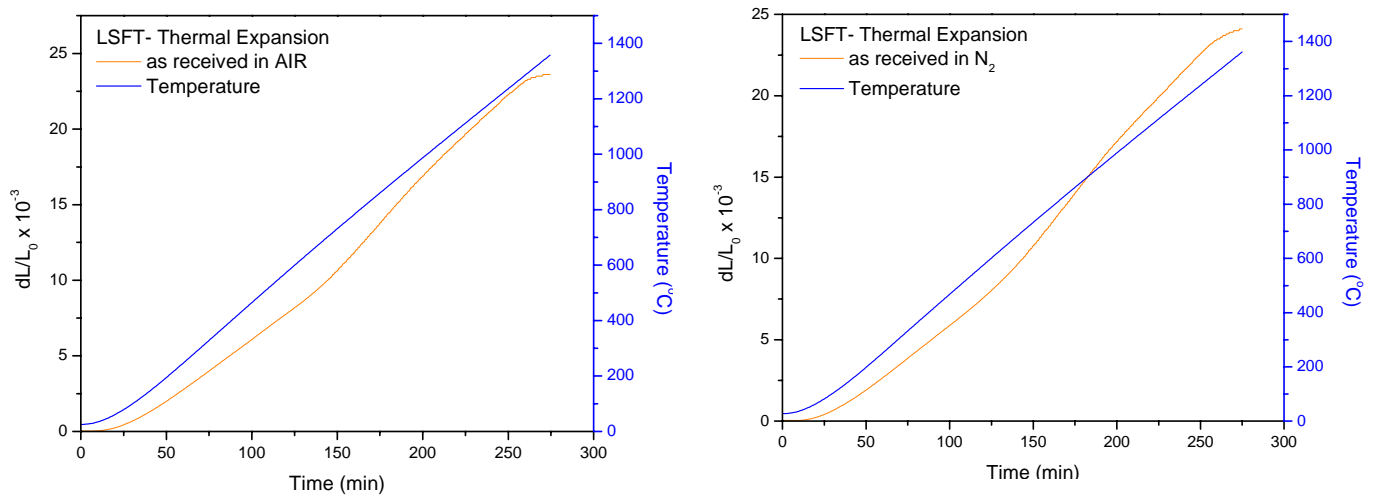 LSFT- Thermal Expansion
as received in AIR
Temperature
25
20
15
10
5
0
dL/L₀ x 10⁻³
0 50 100 150 200 250 300
Time (min)
1400
1200
1000
800
600
400
200
0
Temperature (°C)
LSFT- Thermal Expansion
as received in N₂
Temperature
25
20
15
10
5
0
dL/L₀ x 10⁻³
0 50 100 150 200 250 300
Time (min)
1400
1200
1000
800
600
400
200
0
Temperature (°C)